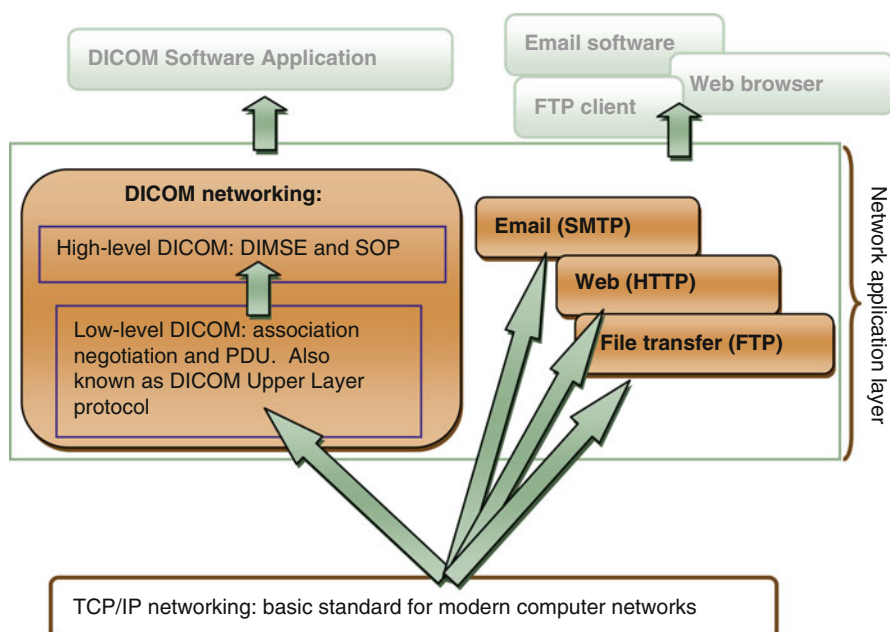 DICOM Software Application
Email software
Web browser
FTP client
DICOM networking:
High-level DICOM: DIMSE and SOP
Low-level DICOM: association
negotiation and PDU. Also
known as DICOM Upper Layer
protocol
Email (SMTP)
Web (HTTP)
File transfer (FTP)
Network application layer
TCP/IP networking: basic standard for modern computer networks